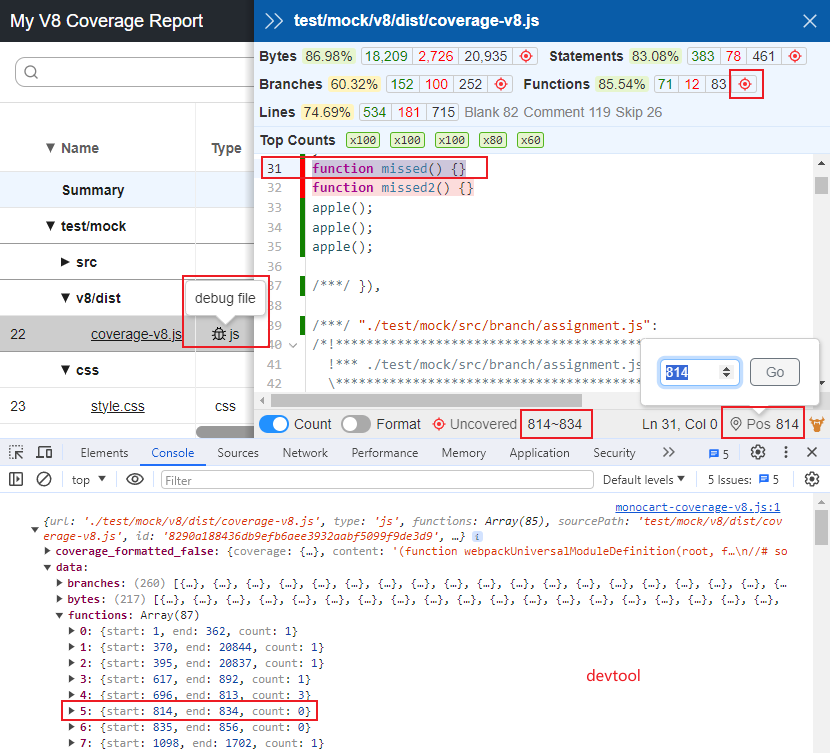 My V8 Coverage Report
test/mock/v8/dist/coverage-v8.js
Bytes 86.98% 18,209 2,726 20,935 Statements 83.08% 383 78 461
Branches 60.32% 152 100 252 Functions 85.54% 71 12 83
Lines 74.69% 534 181 715 Blank 82 Comment 119 Skip 26
Top Counts x100 x100 x100 x80 x60
▼ Name Type
Summary
▼ test/mock
▶ src
▼ v8/dist
debug file
22 coverage-v8.js js
▼ css
23 style.css css
31 function missed() {}
32 function missed2() {}
33 apple();
34 apple();
35 apple();
36
37 /***/ }),
38
39 /***/ "./test/mock/src/branch/assignment.js":
40 /*!********************************************
41 !*** ./test/mock/src/branch/assignment.js
42 \********************************************
814 Go
Count Format Uncovered 814~834 Ln 31, Col 0 Pos 814
Elements Console Sources Network Performance Memory Application Security 5
top Filter Default levels 5 Issues: 5
monocart-coverage-v8.js:1
{url: './test/mock/v8/dist/coverage-v8.js', type: 'js', functions: Array(85), sourcePath: 'test/mock/v8/dist/cov
erage-v8.js', id: '8290a188436db9efb6aee3932aabf5099f9de3d9', …} i
▶ coverage_formatted_false: {coverage: {…}, content: '(function webpackUniversalModuleDefinition(root, f…\n//# so
▼ data:
▶ branches: (260) [{…}, {…}, {…}, {…}, {…}, {…}, {…}, {…}, {…}, {…}, {…}, {…}, {…}, {…}, {…}, {…}, {…}, {…}, {…
▶ bytes: (217) [{…}, {…}, {…}, {…}, {…}, {…}, {…}, {…}, {…}, {…}, {…}, {…}, {…}, {…}, {…}, {…}, {…}, {…},
▼ functions: Array(87)
▶ 0: {start: 1, end: 362, count: 1}
▶ 1: {start: 370, end: 20844, count: 1}
▶ 2: {start: 395, end: 20837, count: 1}
▶ 3: {start: 617, end: 892, count: 1}
▶ 4: {start: 696, end: 813, count: 3}
▶ 5: {start: 814, end: 834, count: 0}
▶ 6: {start: 835, end: 856, count: 0}
▶ 7: {start: 1098, end: 1702, count: 1}
devtool